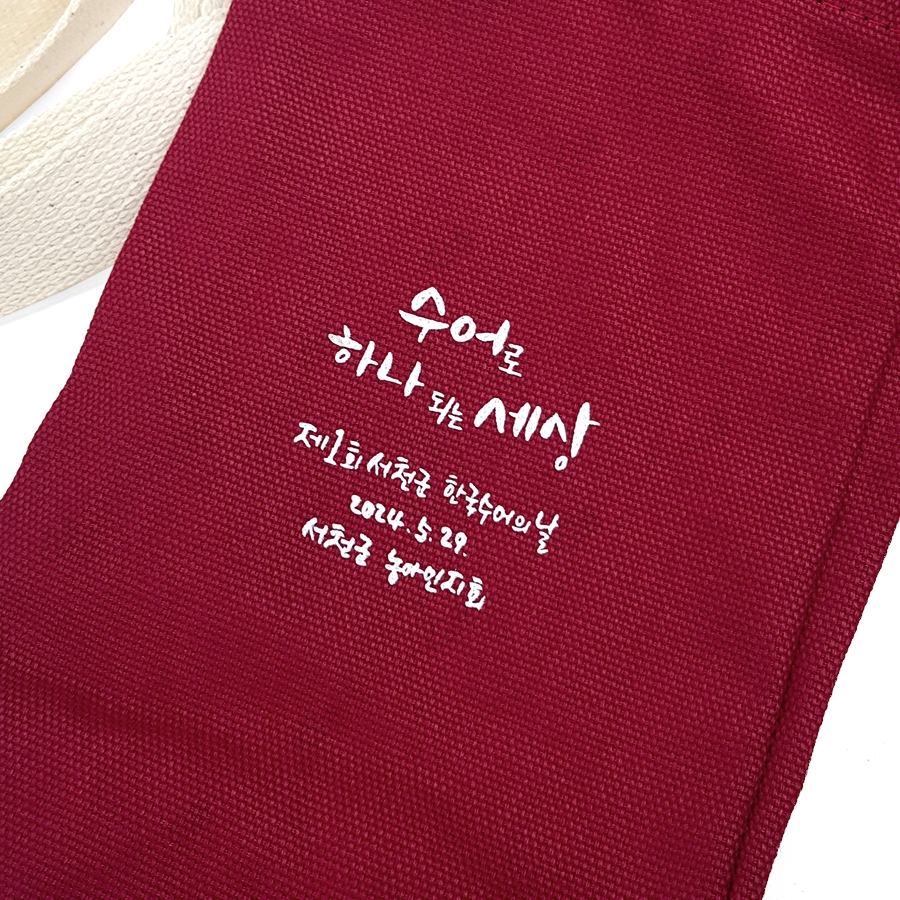 수어로
하나 되는 세상
제1회 서천군 한국수어의 날
2024.5.29.
서천군 농아인지회